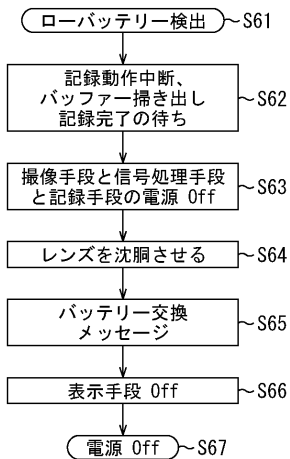 ローバッテリー検出 S61
記録動作中断、
バッファー掃き出し
記録完了の待ち S62
撮像手段と信号処理手段
と記録手段の電源 Off S63
レンズを沈胴させる S64
バッテリー交換
メッセージ S65
表示手段 Off S66
電源 Off S67